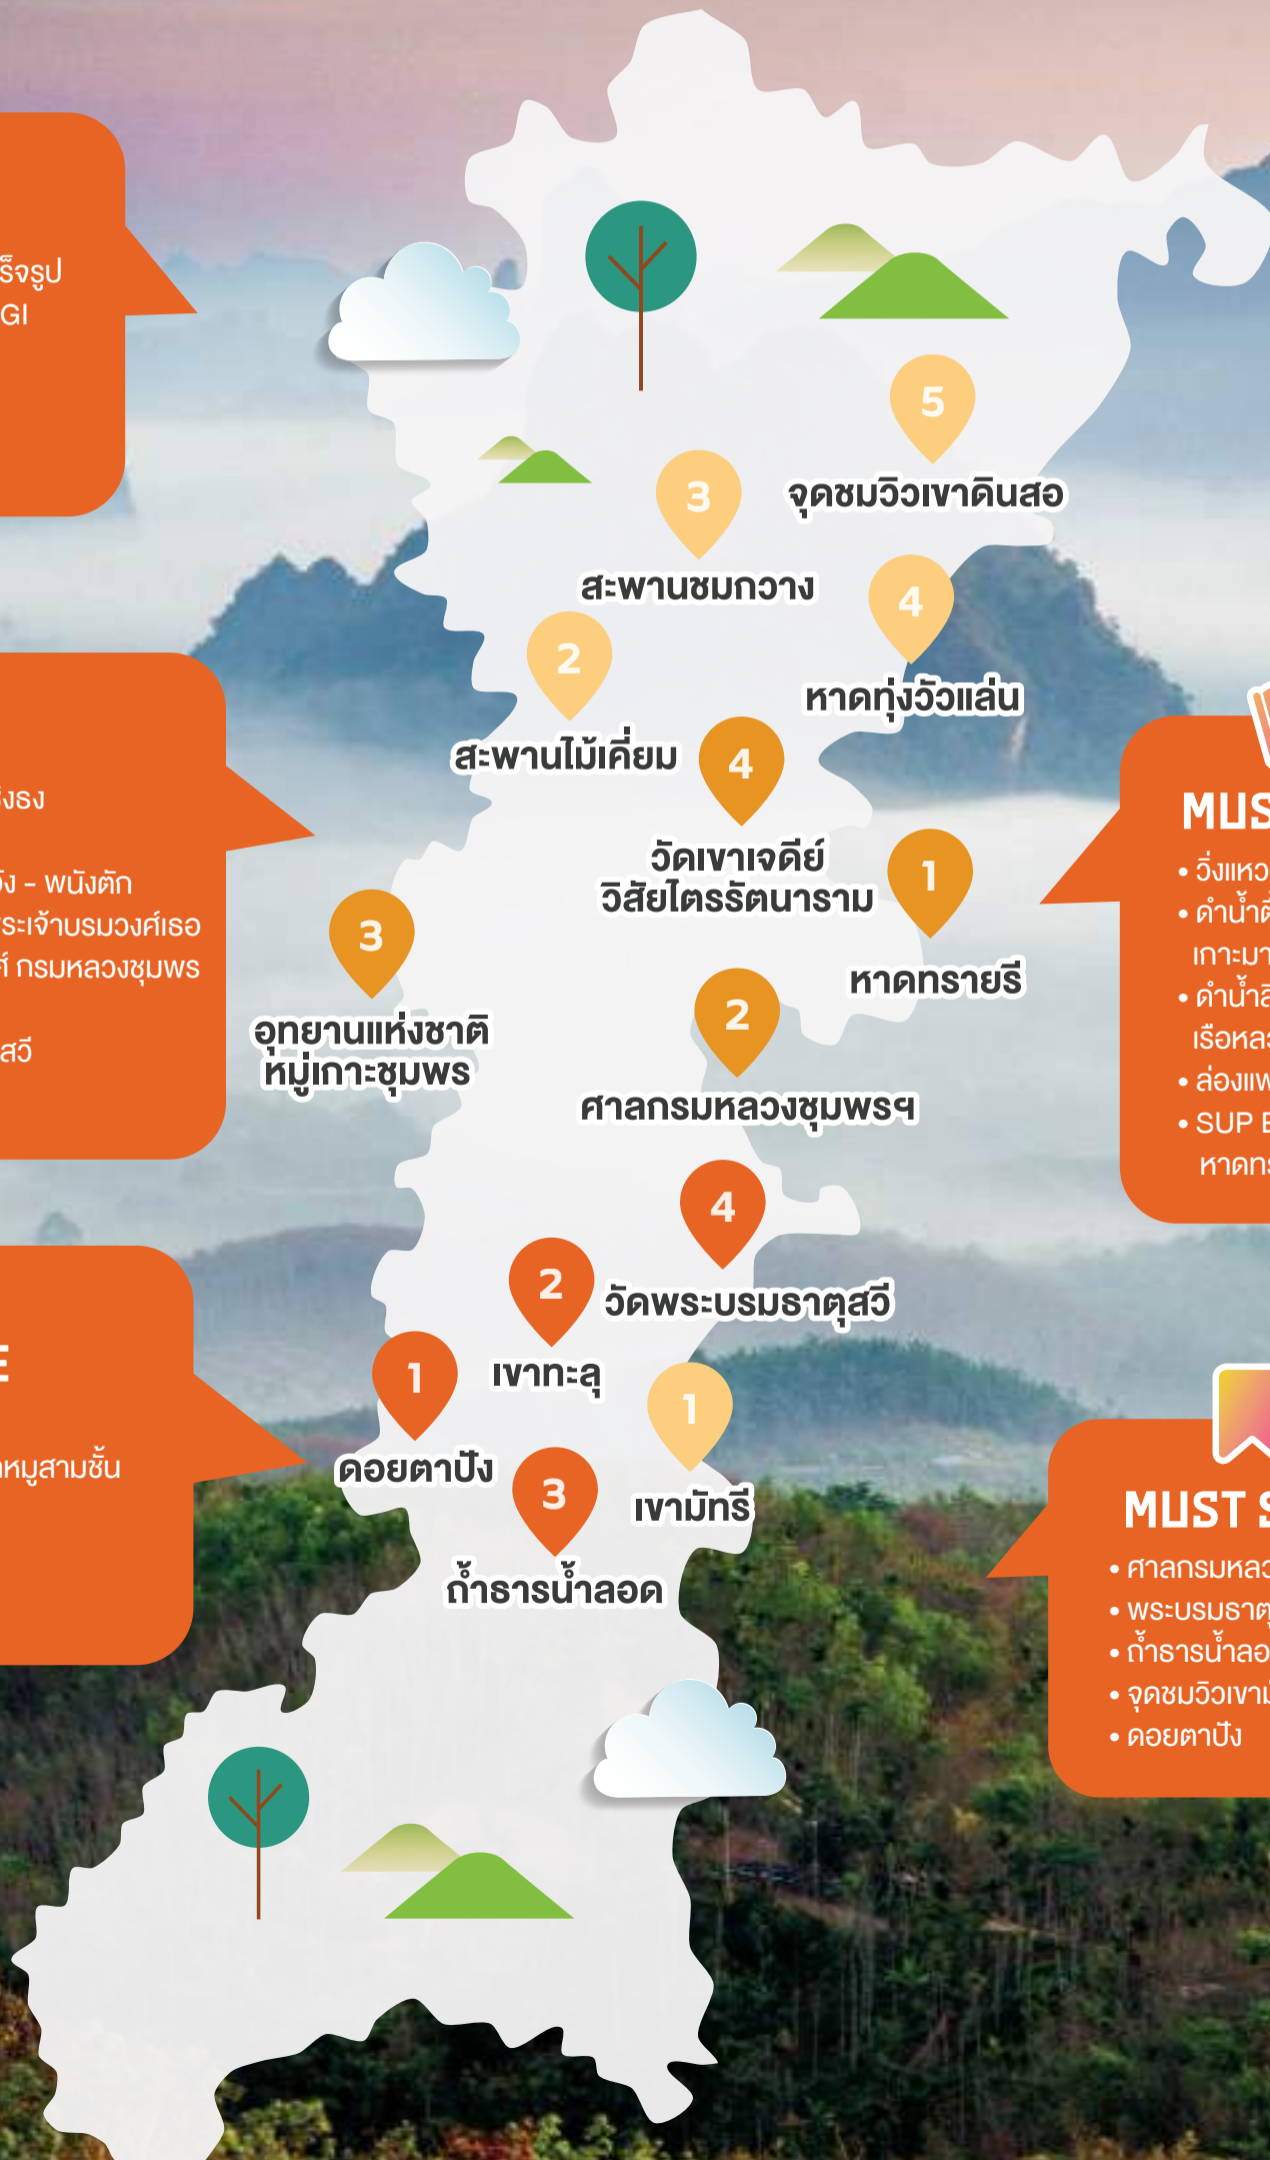 ร็จรูป
GI
5
จุดชมวิวเขาดินสอ
3
สะพานชมกวาง
4
หาดทุ่งวัวแล่น
2
สะพานไม้เคี่ยม
4
วัดเขาเจดีย์
วิสัยไตรรัตนาราม
1
หาดทรายรี
3
อุทยานแห่งชาติ
หมู่เกาะชุมพร
2
ศาลกรมหลวงชุมพรฯ
4
วัดพระบรมธาตุสวี
2
เขาทะลุ
1
ดอยตาปัง
1
เขามัทรี
3
ถ้ำธารน้ำลอด
- พนังตัก
ระเจ้าบรมวงศ์เธอ
กรมหลวงชุมพร
สวี
E
หมูสามชั้น
MUS
• วิ่งแหว
• ดำน้ำตื
เกาะมา
• ดำน้ำลึ
เรือหล
• ล่องแพ
• SUP B
หาดทร
MUST S
• ศาลกรมหลว
• พระบรมธาตุ
• ถ้ำธารน้ำลอ
• จุดชมวิวเขามั
• ดอยตาปัง